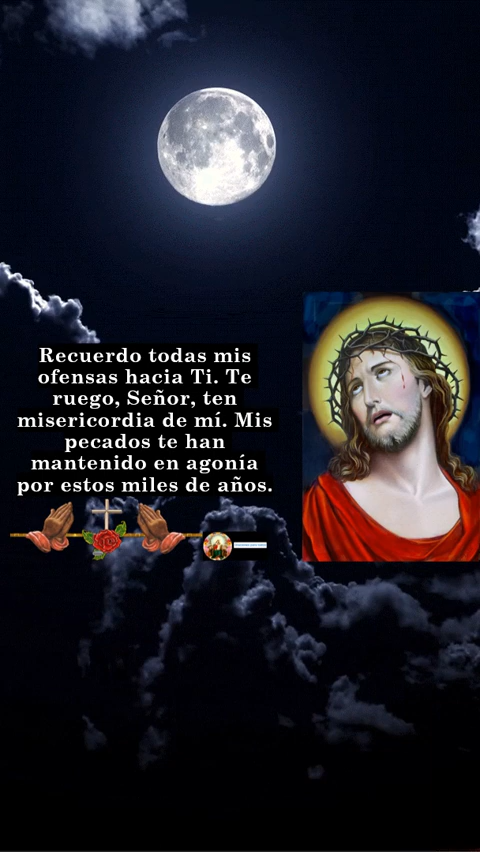 Recuerdo todas mis
ofensas hacia Ti. Te
ruego, Señor, ten
misericordia de mí. Mis
pecados te han
mantenido en agonía
por estos miles de años.